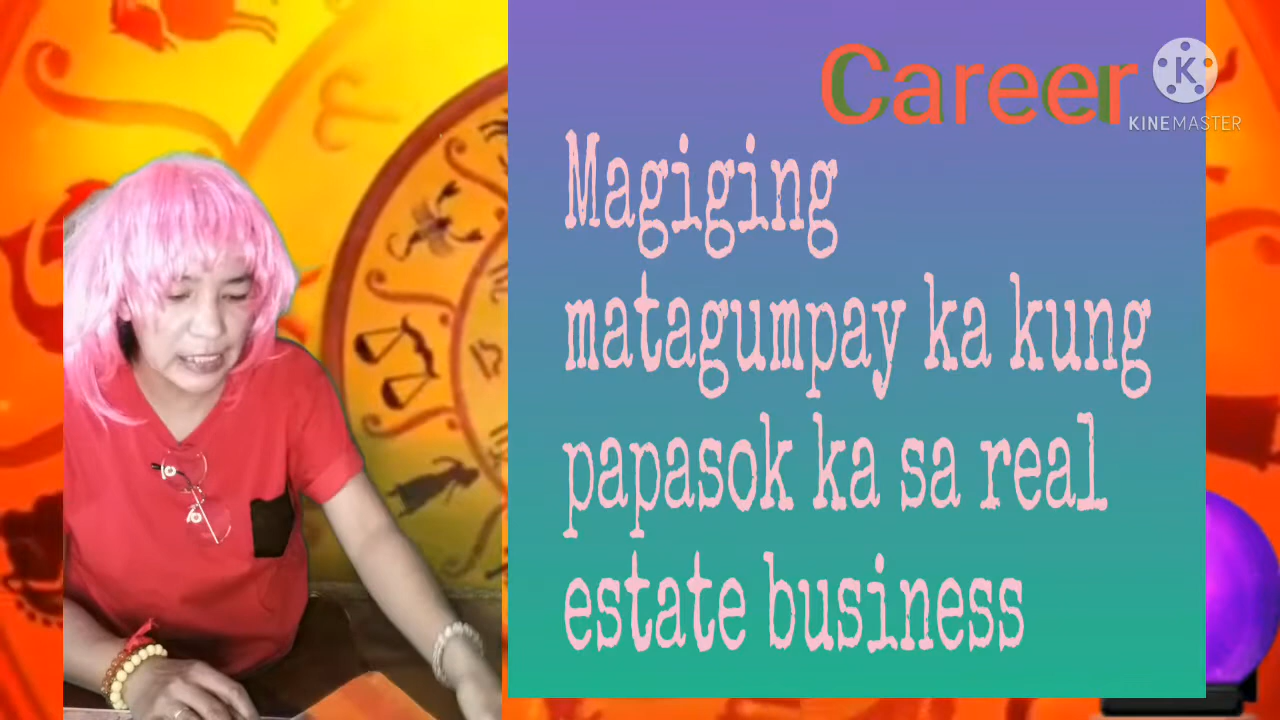 Career
KINEMASTER
Magiging
matagumpay ka kung
papasok ka sa real
estate business